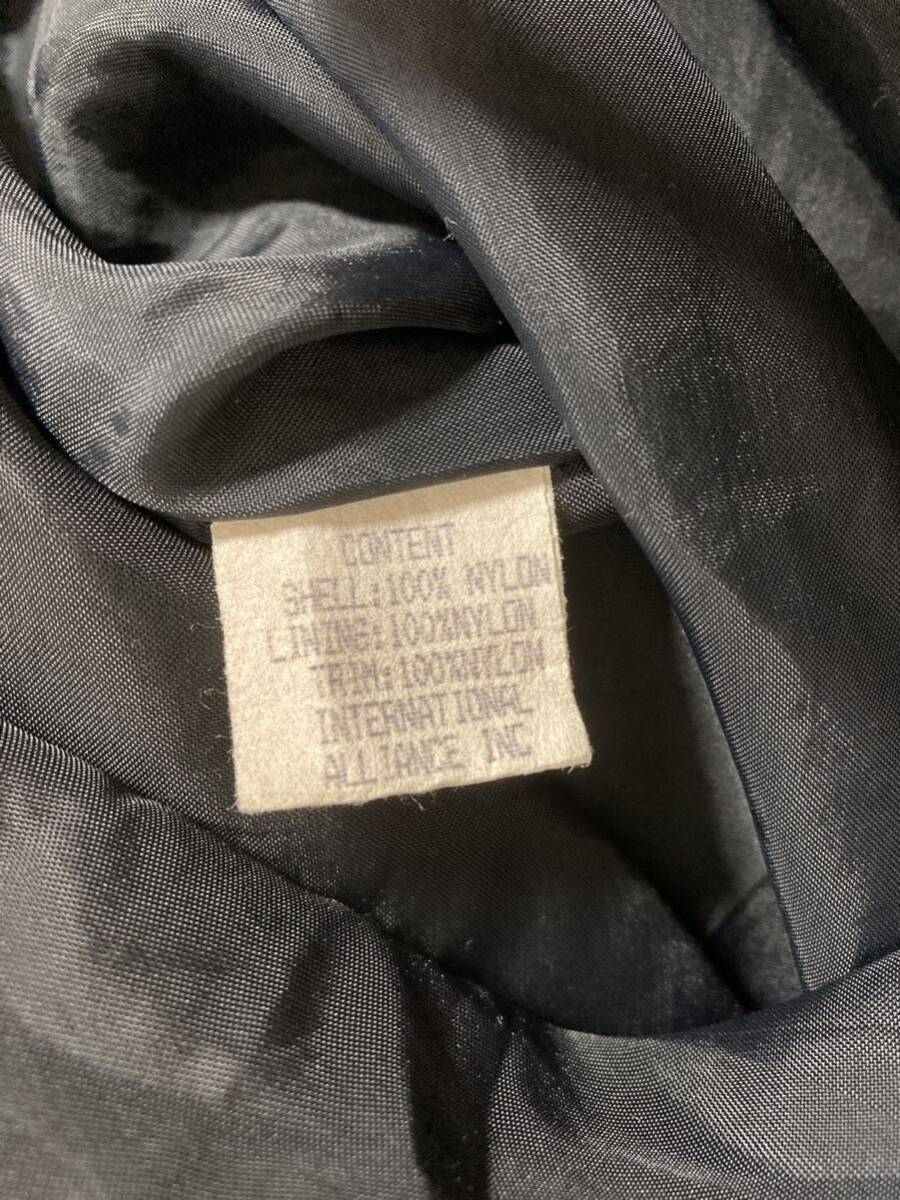 CONTENT
SHELL:100% NYLON
LINING:100%NYLON
TRIM:100%NYLON
INTERNATIONAL
ALLIANCE INC